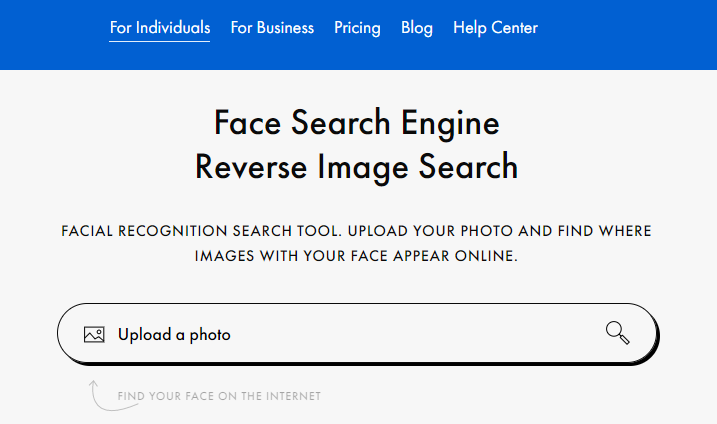 For Individuals For Business Pricing Blog Help Center
Face Search Engine
Reverse Image Search
FACIAL RECOGNITION SEARCH TOOL. UPLOAD YOUR PHOTO AND FIND WHERE
IMAGES WITH YOUR FACE APPEAR ONLINE.
Upload a photo
FIND YOUR FACE ON THE INTERNET